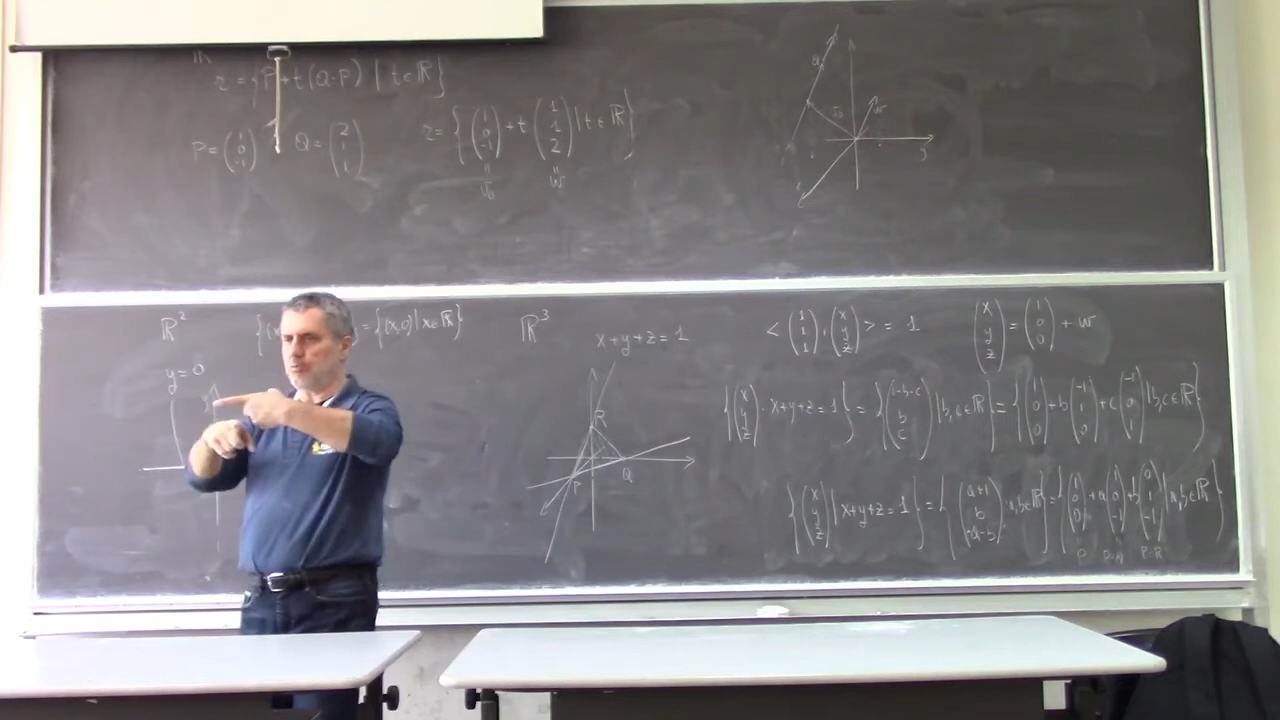 r = {P + t(Q-P) | t∈ℝ}
P = (1 0 -1) Q = (2 1 1) r = {(1 0 -1) + t (1 1 2) | t∈ℝ}
" "
v₀ w
ℝ² = {(x,0) | x∈ℝ}
y=0
ℝ³ x+y+z=1
R
P Q
< (1 1 1), (x y z) > = 1 (x y z) = (1 0 0) + w
{(x y z) : x+y+z=1} = {(1-b-c b c) | b,c∈ℝ} = {(1 0 0) + b (-1 1 0) + c (-1 0 1) | b,c∈ℝ}
{(x y z) | x+y+z=1} = {(a+1 b -a-b) : a,b∈ℝ} = {(1 0 0) + a (1 0 -1) + b (0 1 -1) | a,b∈ℝ}
P P-R